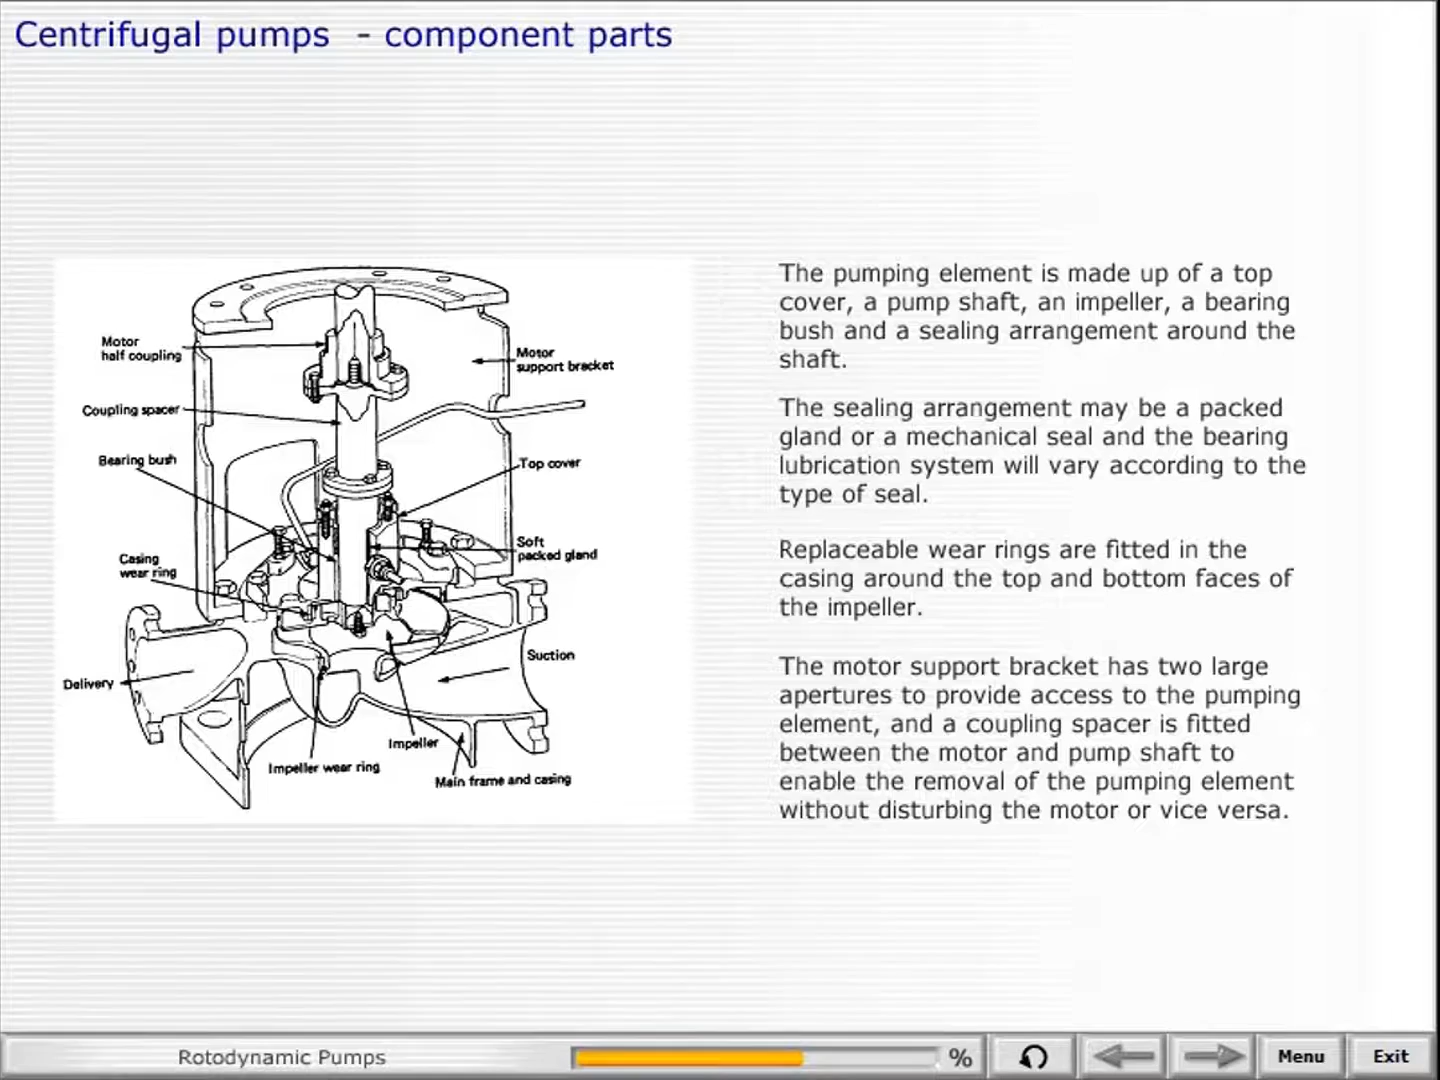 Centrifugal pumps - component parts
Motor
half coupling
Motor
support bracket
Coupling spacer
Bearing bush
Top cover
Soft
packed gland
Casing
wear ring
Suction
Delivery
Impeller
Impeller wear ring
Main frame and casing
The pumping element is made up of a top
cover, a pump shaft, an impeller, a bearing
bush and a sealing arrangement around the
shaft.
The sealing arrangement may be a packed
gland or a mechanical seal and the bearing
lubrication system will vary according to the
type of seal.
Replaceable wear rings are fitted in the
casing around the top and bottom faces of
the impeller.
The motor support bracket has two large
apertures to provide access to the pumping
element, and a coupling spacer is fitted
between the motor and pump shaft to
enable the removal of the pumping element
without disturbing the motor or vice versa.
Rotodynamic Pumps
%
Menu
Exit